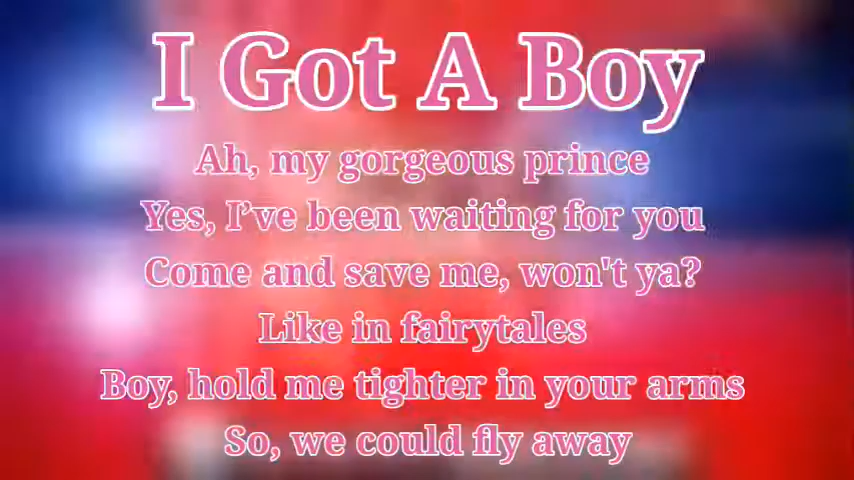 I Got A Boy
Ah, my gorgeous prince
Yes, I’ve been waiting for you
Come and save me, won't ya?
Like in fairytales
Boy, hold me tighter in your arms
So, we could fly away